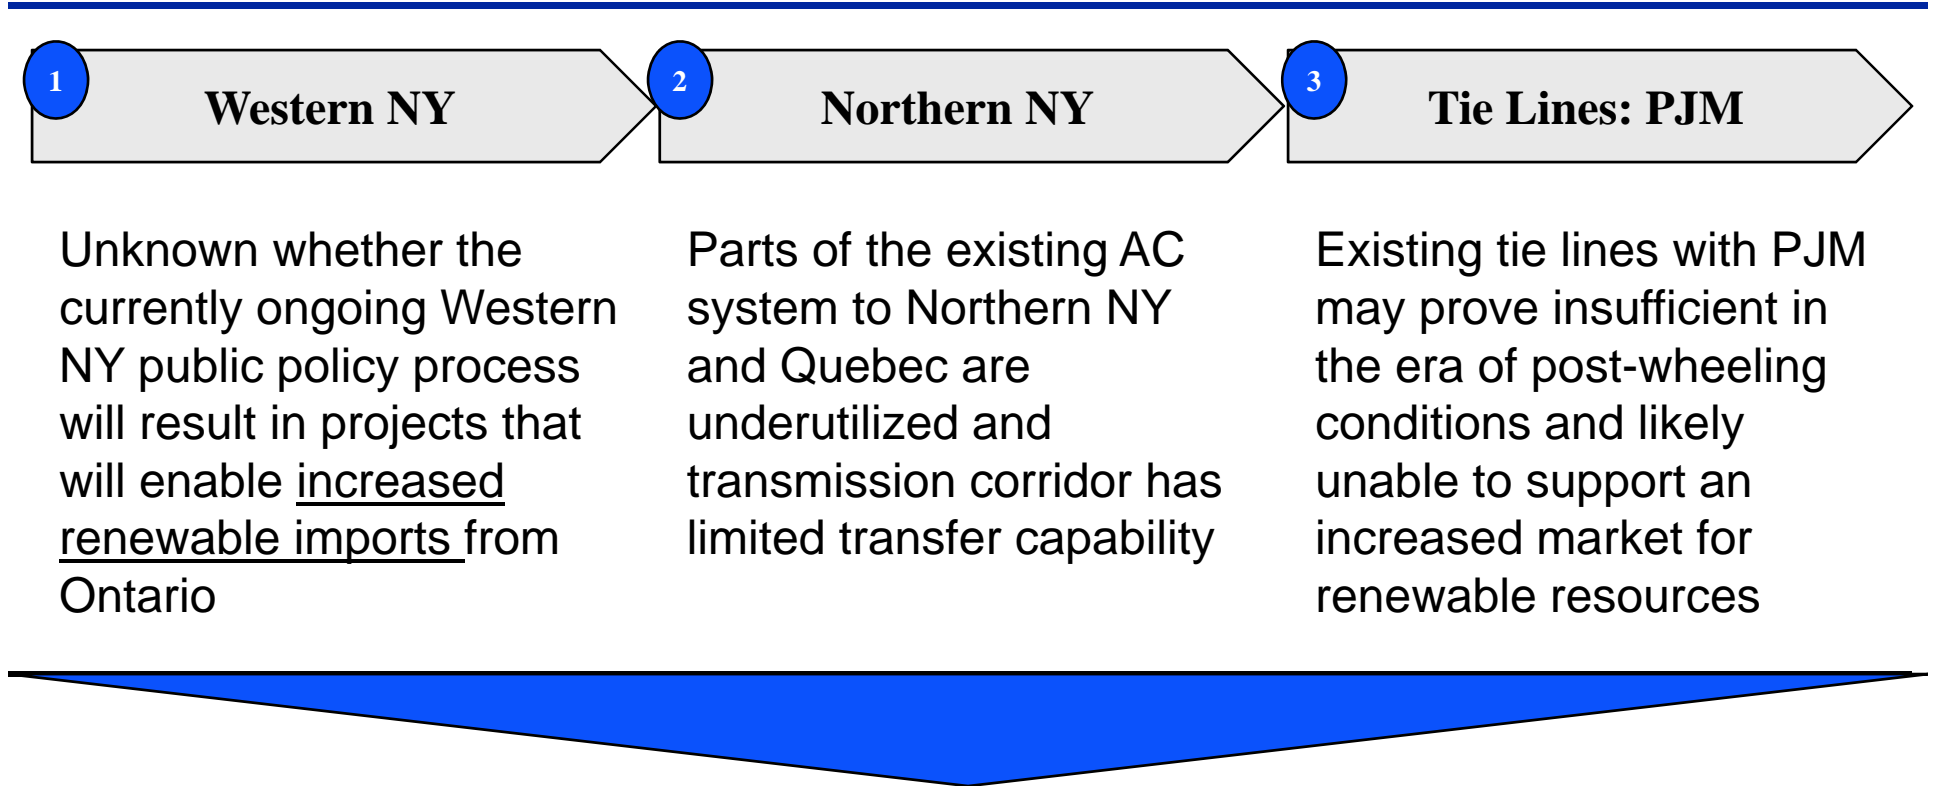 1
Western NY
2
Northern NY
3
Tie Lines: PJM
Unknown whether the
currently ongoing Western
NY public policy process
will result in projects that
will enable increased
renewable imports from
Ontario
Parts of the existing AC
system to Northern NY
and Quebec are
underutilized and
transmission corridor has
limited transfer capability
Existing tie lines with PJM
may prove insufficient in
the era of post-wheeling
conditions and likely
unable to support an
increased market for
renewable resources